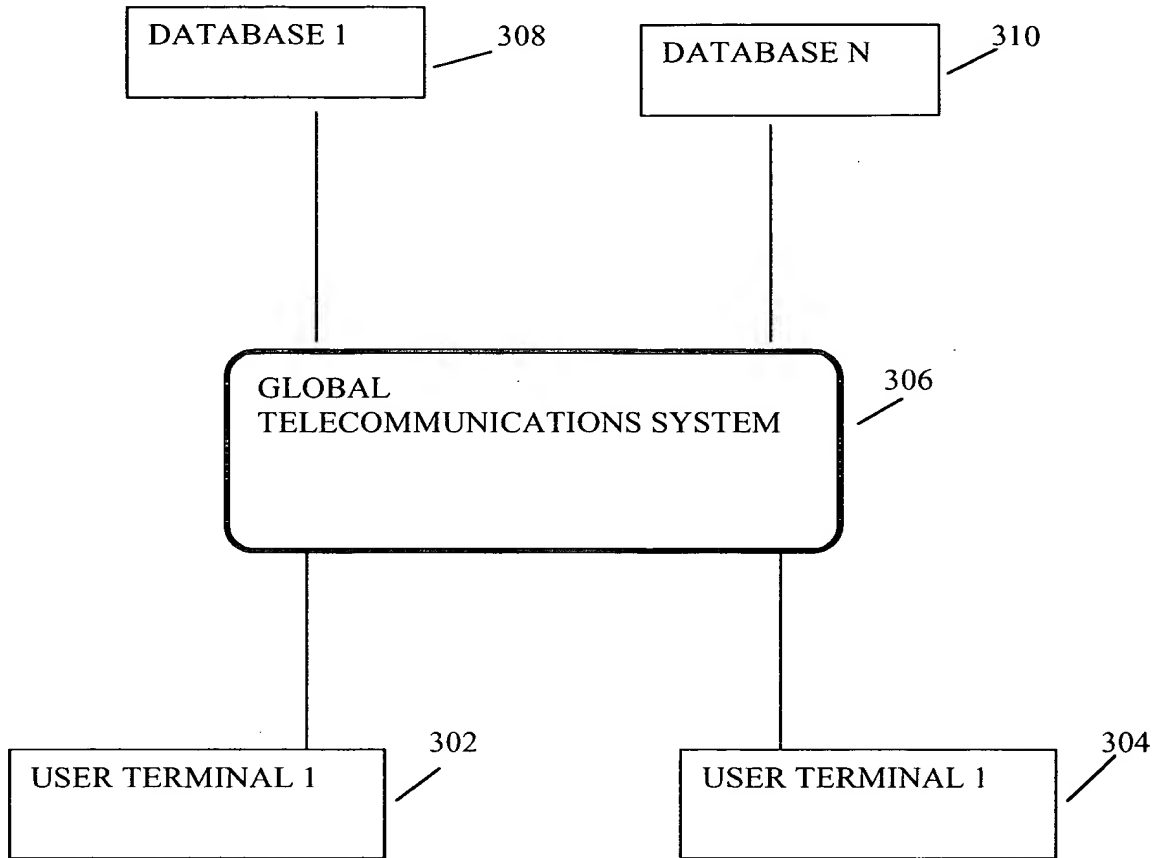 DATABASE 1
308
DATABASE N
310
GLOBAL
TELECOMMUNICATIONS SYSTEM
306
USER TERMINAL 1
302
USER TERMINAL 1
304